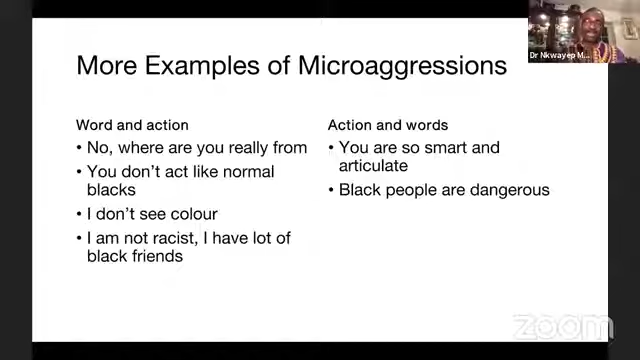 More Examples of Microaggressions
Dr Nkwayep M...
Word and action
• No, where are you really from
• You don't act like normal
blacks
• I don't see colour
• I am not racist, I have lot of
black friends
Action and words
• You are so smart and
articulate
• Black people are dangerous
zoom